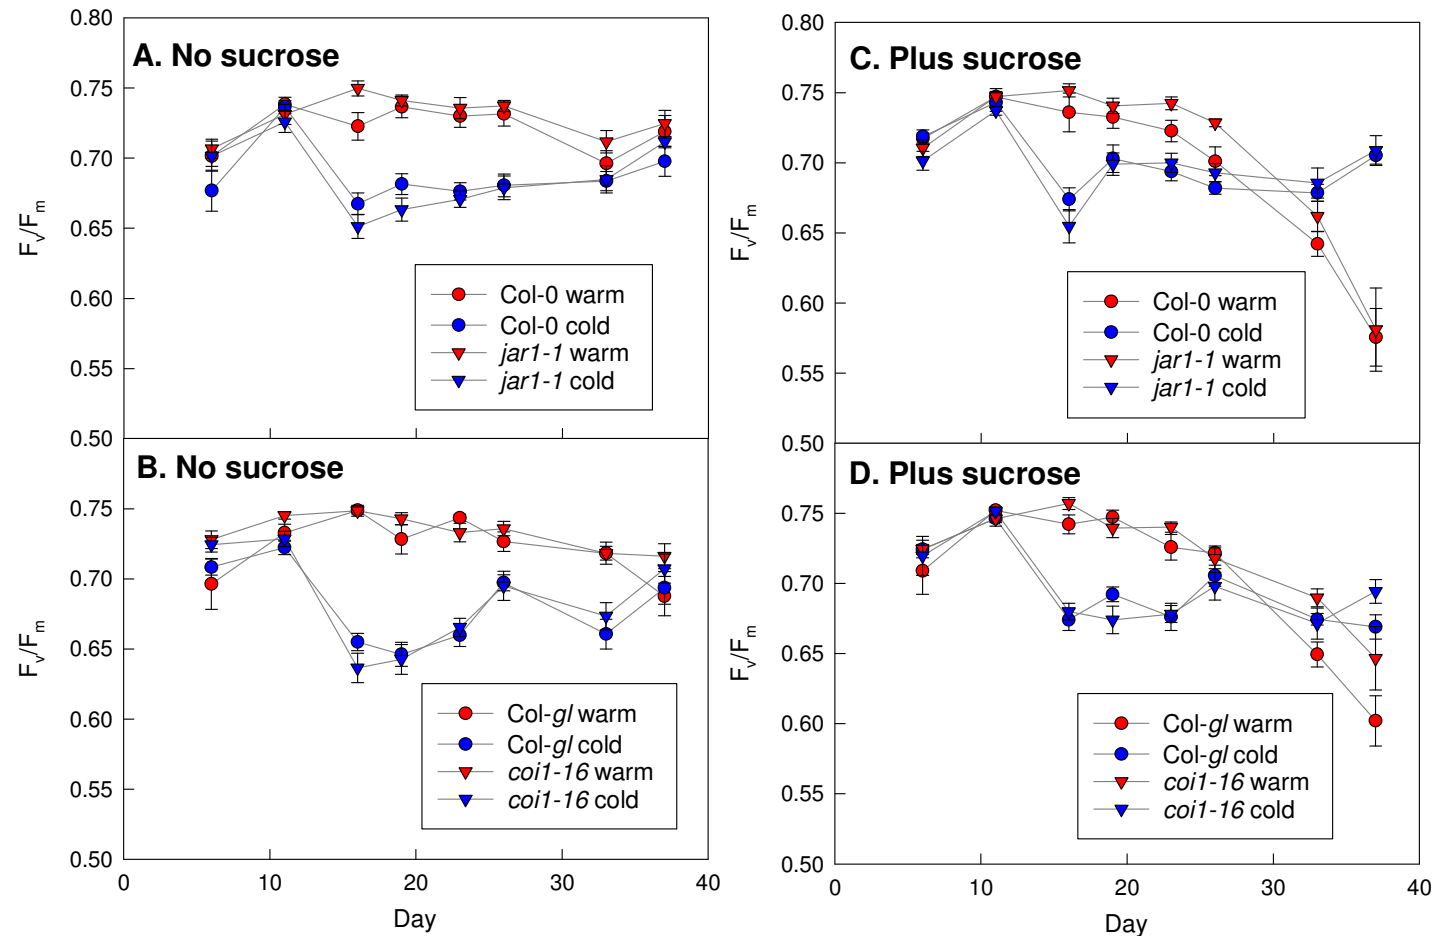 A. No sucrose
0.80
0.75
0.70
0.65
0.60
0.55
0.50
Fv/Fm
Col-0 warm
Col-0 cold
jar1-1 warm
jar1-1 cold
B. No sucrose
0.75
0.70
0.65
0.60
0.55
0.50
Fv/Fm
Col-gl warm
Col-gl cold
coi1-16 warm
coi1-16 cold
0 10 20 30 40
Day
C. Plus sucrose
0.80
0.75
0.70
0.65
0.60
0.55
0.50
Fv/Fm
Col-0 warm
Col-0 cold
jar1-1 warm
jar1-1 cold
D. Plus sucrose
0.75
0.70
0.65
0.60
0.55
0.50
Fv/Fm
Col-gl warm
Col-gl cold
coi1-16 warm
coi1-16 cold
0 10 20 30 40
Day